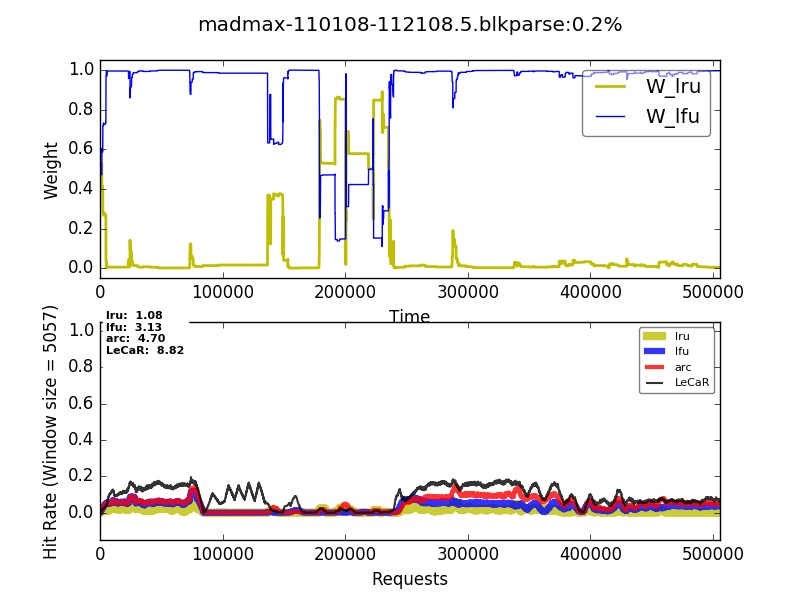 madmax-110108-112108.5.blkparse:0.2%
1.0
0.8
0.6
0.4
0.2
0.0
Weight
W_lru
W_lfu
0 100000 200000 300000 400000 500000
Time
lru: 1.08
lfu: 3.13
arc: 4.70
LeCaR: 8.82
1.0
0.8
0.6
0.4
0.2
0.0
Hit Rate (Window size = 5057)
lru
lfu
arc
LeCaR
0 100000 200000 300000 400000 500000
Requests